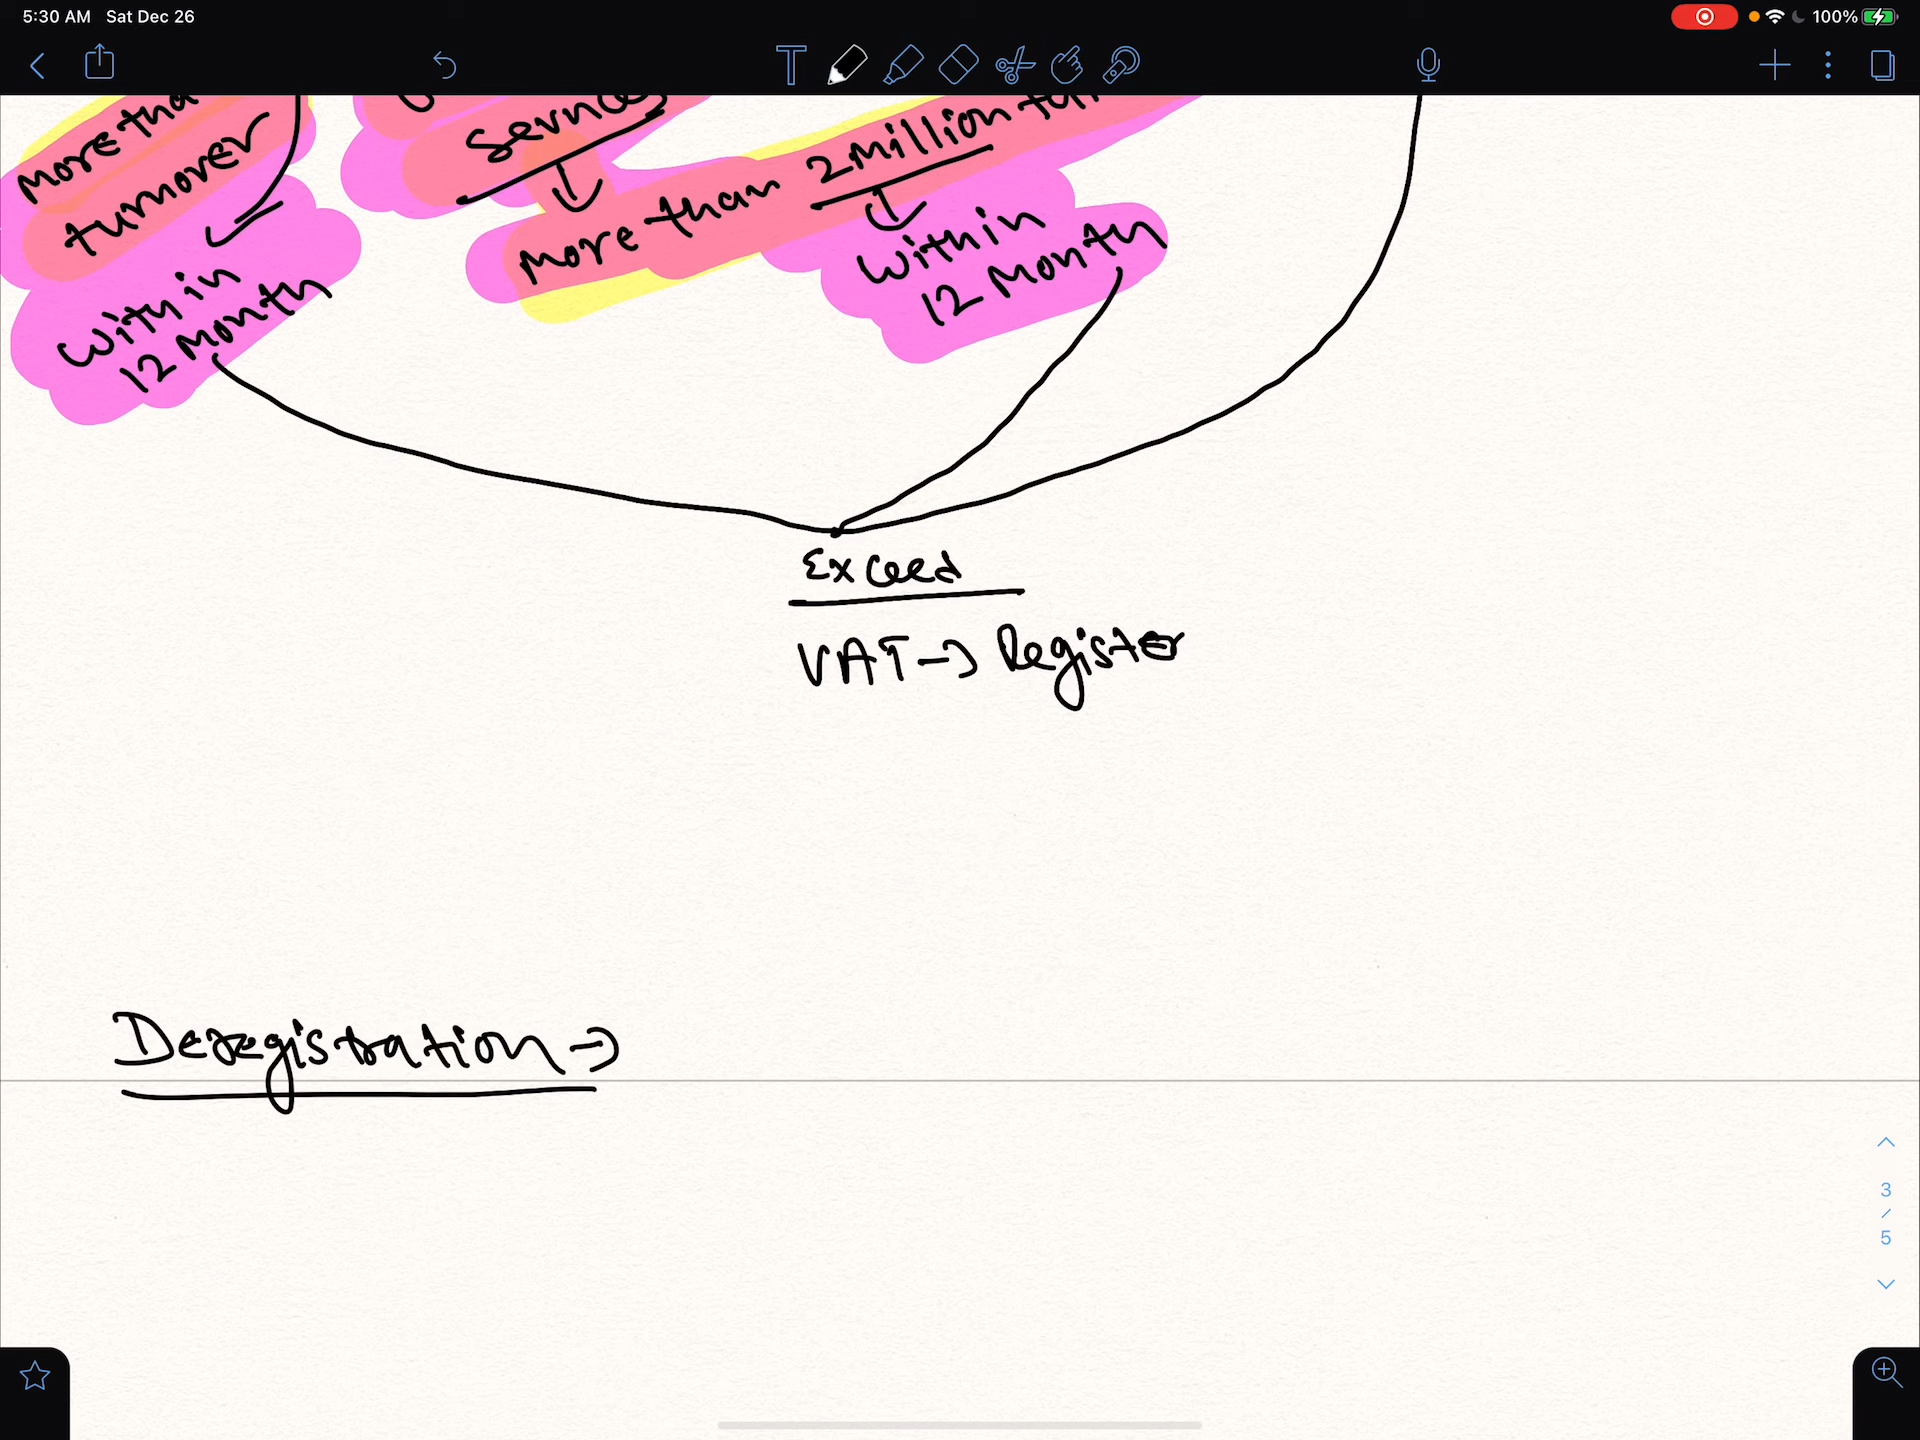 5:30 AM Sat Dec 26
100%
More tha
turnover
With in
12 Month
Services
More than 2 Million
Within
12 Month
Exceed
VAT → Register
Deregistration →
3
/
5